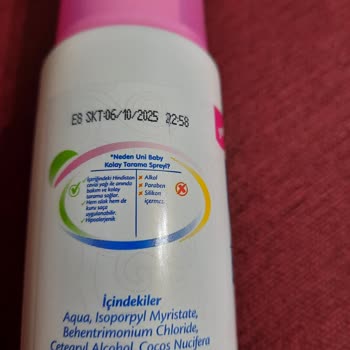 E8 SKT:06/10/2025 22:58
*Neden Uni Baby
Kolay Tarama Spreyi?
İçeriğindeki Hindistan
cevizi yağı ile anında
bakım ve kolay
tarama sağlar.
Hem ıslak hem de
kuru saça
uygulanabilir.
Hipoalerjenik
Alkol
Paraben
Silikon
içermez.
İçindekiler
Aqua, Isoporpyl Myristate,
Behentrimonium Chloride,
Cetearyl Alcohol, Cocos Nucifera